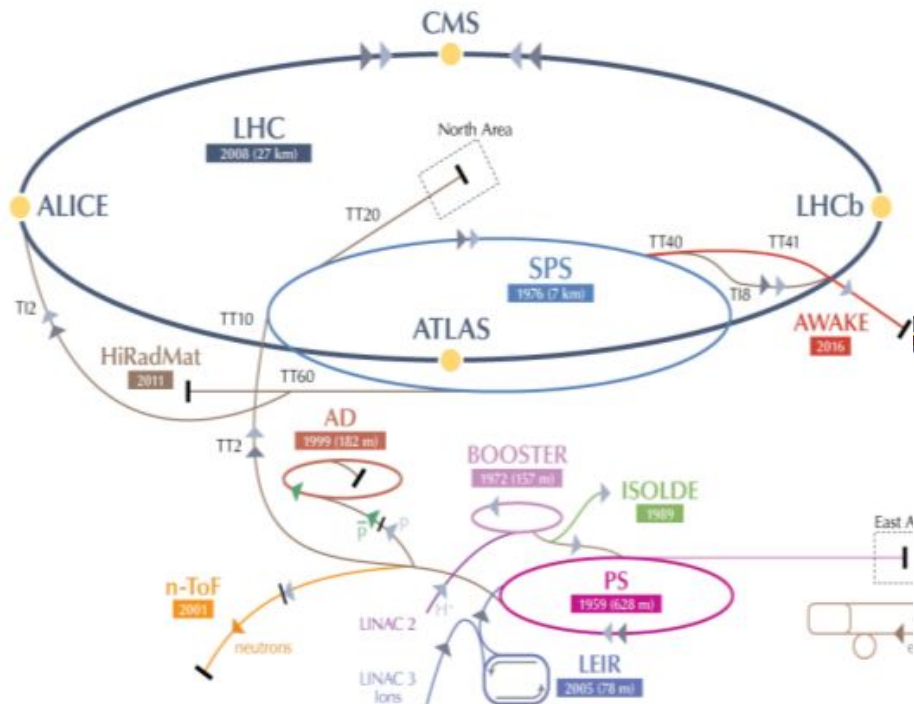 CMS
LHC
2008 (27 km)
North Area
ALICE
LHCb
TT20
TT40
TT41
SPS
1976 (7 km)
TI2
TT10
TI8
ATLAS
AWAKE
2016
HiRadMat
2011
TT60
AD
1999 (182 m)
TT2
BOOSTER
1972 (157 m)
ISOLDE
1989
p
p
East A
n-ToF
2001
PS
1959 (628 m)
LINAC 2
neutrons
LINAC 3
Ions
LEIR
2005 (78 m)
e